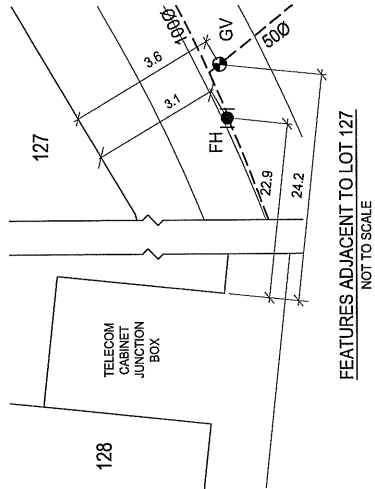 127
3.6
3.1
100Ø
GV
50Ø
FH
22.9
24.2
TELECOM
CABINET
JUNCTION
BOX
128
FEATURES ADJACENT TO LOT 127
NOT TO SCALE